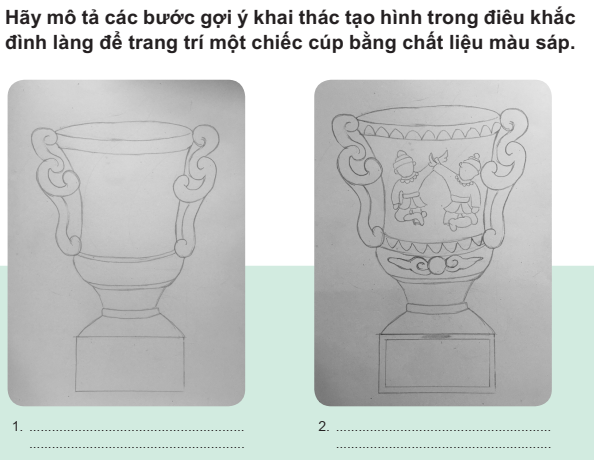 Hãy mô tả các bước gợi ý khai thác tạo hình trong điêu khắc
đình làng để trang trí một chiếc cúp bằng chất liệu màu sáp.
1. ........................................................
........................................................
2. ........................................................
........................................................